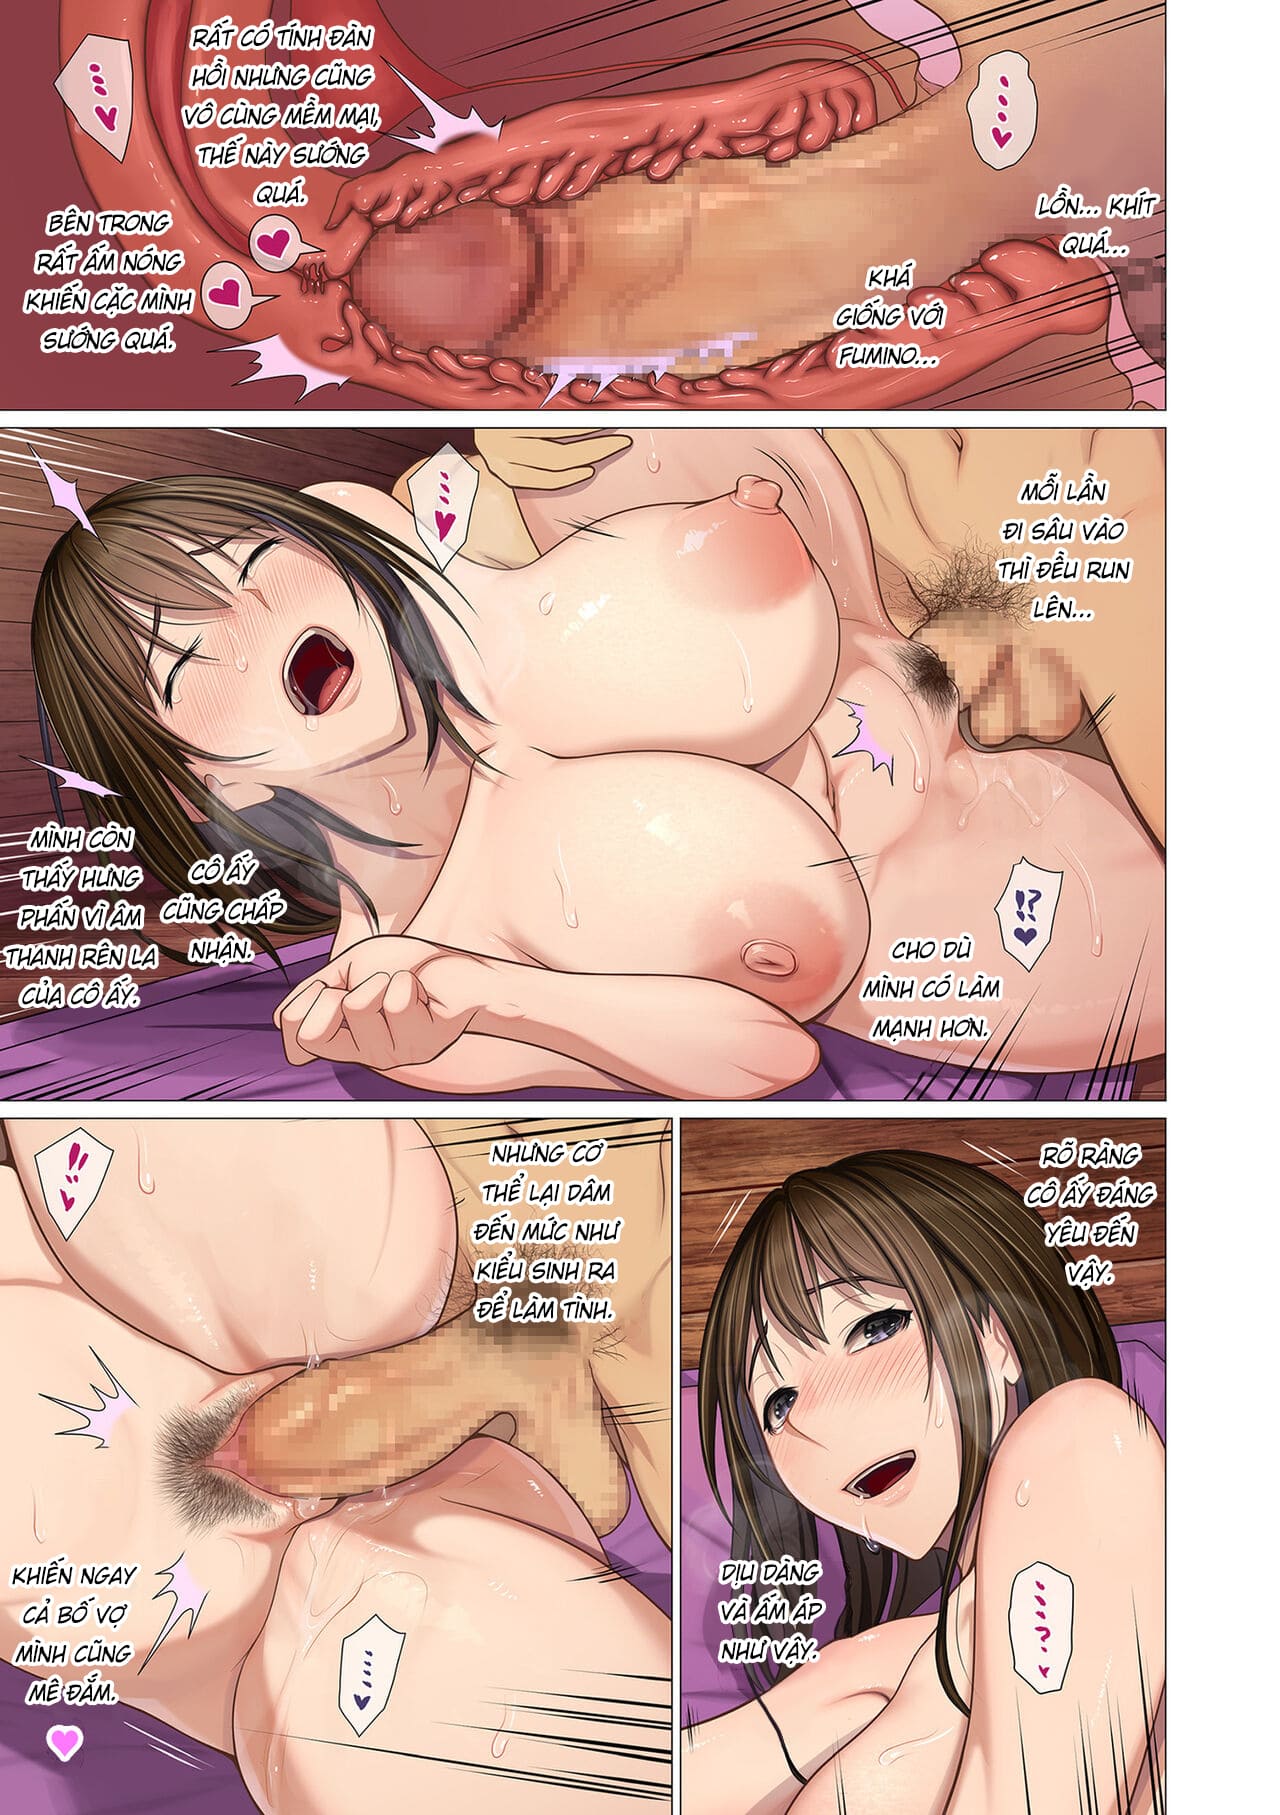 LỒN... KHÍT
QUÁ...
KHÁ
GIỐNG VỚI
FUMINO...
RẤT CÓ TÍNH ĐÀN
HỒI NHƯNG CŨNG
VÔ CÙNG MỀM MẠI,
THẾ NÀY SƯỚNG
QUÁ.
BÊN TRONG
RẤT ẤM NÓNG
KHIẾN CẶC MÌNH
SƯỚNG QUÁ.
MỖI LẦN
ĐI SÂU VÀO
THÌ ĐỀU RUN
LÊN...
CHO DÙ
MÌNH CÓ LÀM
MẠNH HƠN.
!?
CÔ ẤY
CŨNG CHẤP
NHẬN.
MÌNH CÒN
THẤY HƯNG
PHẤN VÌ ÂM
THANH RÊN LA
CỦA CÔ ẤY.
RÕ RÀNG
CÔ ẤY ĐÁNG
YÊU ĐẾN
VẬY.
DỊU DÀNG
VÀ ẤM ÁP
NHƯ VẬY.
....?
NHƯNG CƠ
THỂ LẠI DÂM
ĐẾN MỨC NHƯ
KIỂU SINH RA
ĐỂ LÀM TÌNH.
!!
KHIẾN NGAY
CẢ BỐ VỢ
MÌNH CŨNG
MÊ ĐẮM.